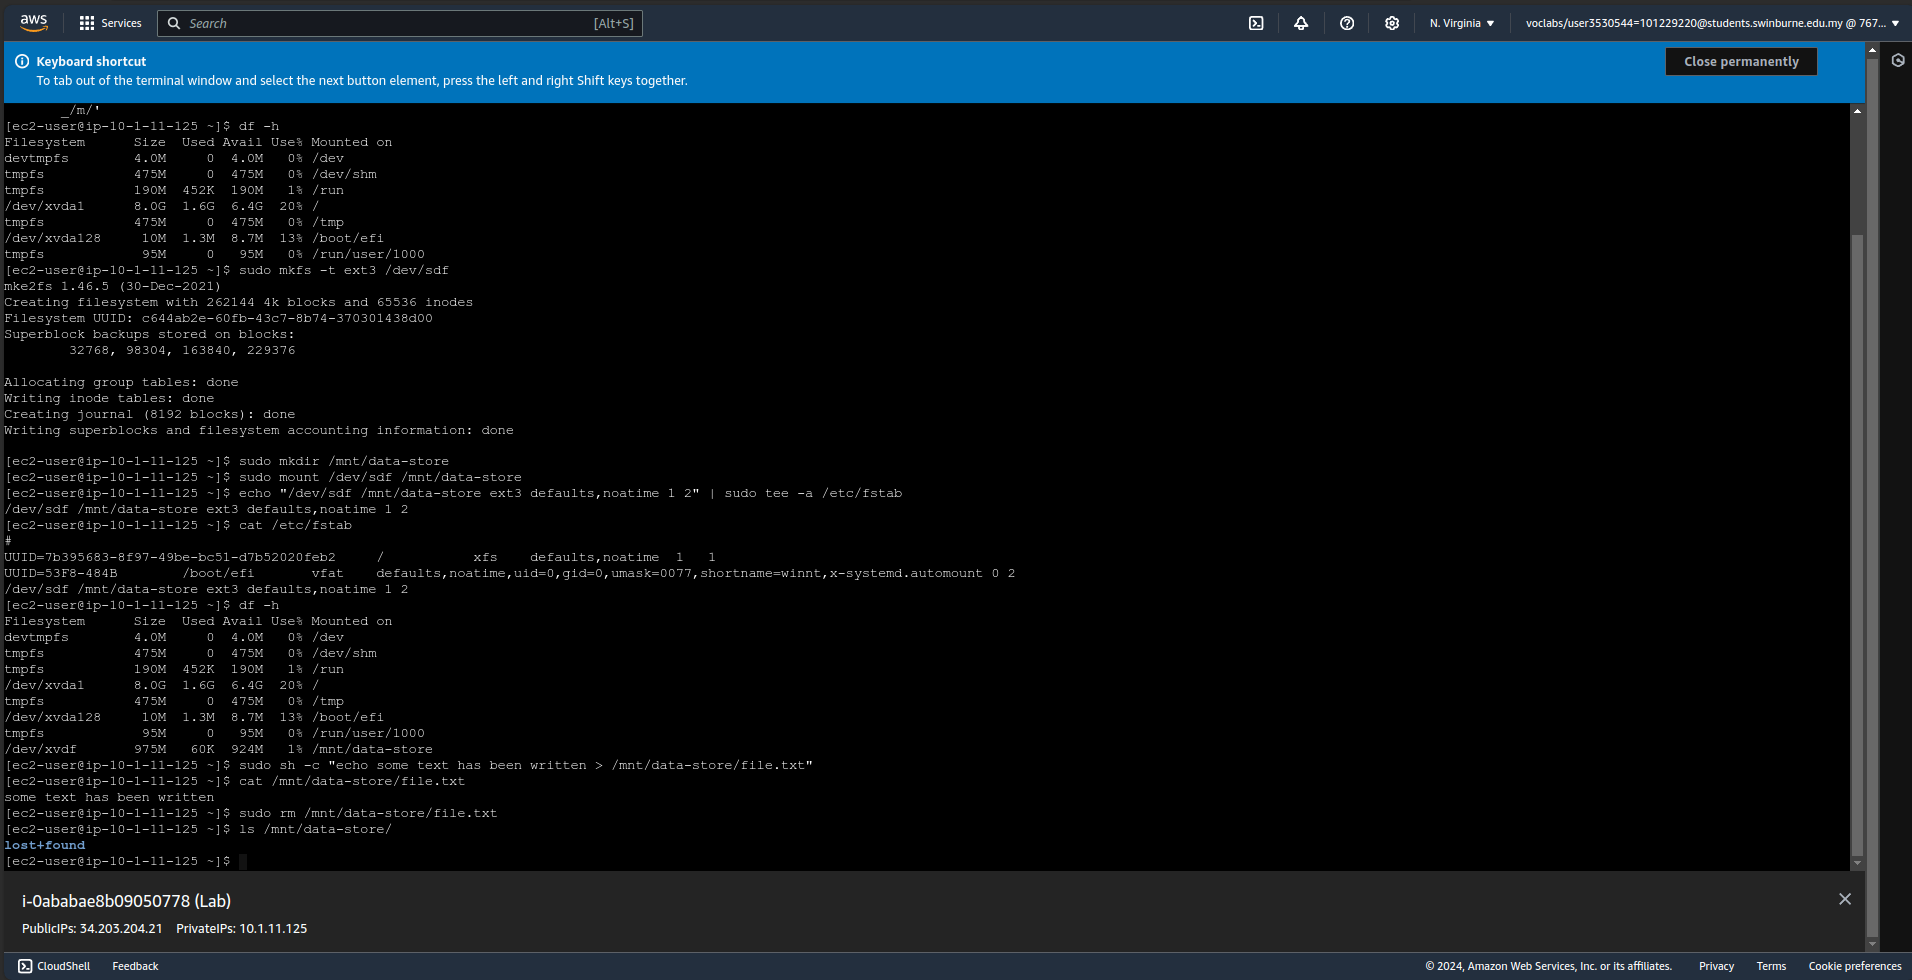 aws
Services
Search
[Alt+S]
N. Virginia
voclabs/user3530544=101229220@students.swinburne.edu.my @ 767...
Keyboard shortcut
To tab out of the terminal window and select the next button element, press the left and right Shift keys together.
Close permanently
_/m/'
[ec2-user@ip-10-1-11-125 ~]$ df -h
Filesystem      Size  Used Avail Use% Mounted on
devtmpfs        4.0M     0  4.0M   0% /dev
tmpfs           475M     0  475M   0% /dev/shm
tmpfs           190M  452K  190M   1% /run
/dev/xvda1      8.0G  1.6G  6.4G  20% /
tmpfs           475M     0  475M   0% /tmp
/dev/xvda128     10M  1.3M  8.7M  13% /boot/efi
tmpfs            95M     0   95M   0% /run/user/1000
[ec2-user@ip-10-1-11-125 ~]$ sudo mkfs -t ext3 /dev/sdf
mke2fs 1.46.5 (30-Dec-2021)
Creating filesystem with 262144 4k blocks and 65536 inodes
Filesystem UUID: c644ab2e-60fb-43c7-8b74-370301438d00
Superblock backups stored on blocks:
        32768, 98304, 163840, 229376
Allocating group tables: done
Writing inode tables: done
Creating journal (8192 blocks): done
Writing superblocks and filesystem accounting information: done
[ec2-user@ip-10-1-11-125 ~]$ sudo mkdir /mnt/data-store
[ec2-user@ip-10-1-11-125 ~]$ sudo mount /dev/sdf /mnt/data-store
[ec2-user@ip-10-1-11-125 ~]$ echo "/dev/sdf /mnt/data-store ext3 defaults,noatime 1 2" | sudo tee -a /etc/fstab
/dev/sdf /mnt/data-store ext3 defaults,noatime 1 2
[ec2-user@ip-10-1-11-125 ~]$ cat /etc/fstab
#
UUID=7b395683-8f97-49be-bc51-d7b52020feb2     /           xfs    defaults,noatime  1   1
UUID=53F8-484B        /boot/efi       vfat    defaults,noatime,uid=0,gid=0,umask=0077,shortname=winnt,x-systemd.automount 0 2
/dev/sdf /mnt/data-store ext3 defaults,noatime 1 2
[ec2-user@ip-10-1-11-125 ~]$ df -h
Filesystem      Size  Used Avail Use% Mounted on
devtmpfs        4.0M     0  4.0M   0% /dev
tmpfs           475M     0  475M   0% /dev/shm
tmpfs           190M  452K  190M   1% /run
/dev/xvda1      8.0G  1.6G  6.4G  20% /
tmpfs           475M     0  475M   0% /tmp
/dev/xvda128     10M  1.3M  8.7M  13% /boot/efi
tmpfs            95M     0   95M   0% /run/user/1000
/dev/xvdf       975M   60K  924M   1% /mnt/data-store
[ec2-user@ip-10-1-11-125 ~]$ sudo sh -c "echo some text has been written > /mnt/data-store/file.txt"
[ec2-user@ip-10-1-11-125 ~]$ cat /mnt/data-store/file.txt
some text has been written
[ec2-user@ip-10-1-11-125 ~]$ sudo rm /mnt/data-store/file.txt
[ec2-user@ip-10-1-11-125 ~]$ ls /mnt/data-store/
lost+found
[ec2-user@ip-10-1-11-125 ~]$
i-0ababae8b09050778 (Lab)
PublicIPs: 34.203.204.21 PrivateIPs: 10.1.11.125
CloudShell
Feedback
© 2024, Amazon Web Services, Inc. or its affiliates.
Privacy
Terms
Cookie preferences